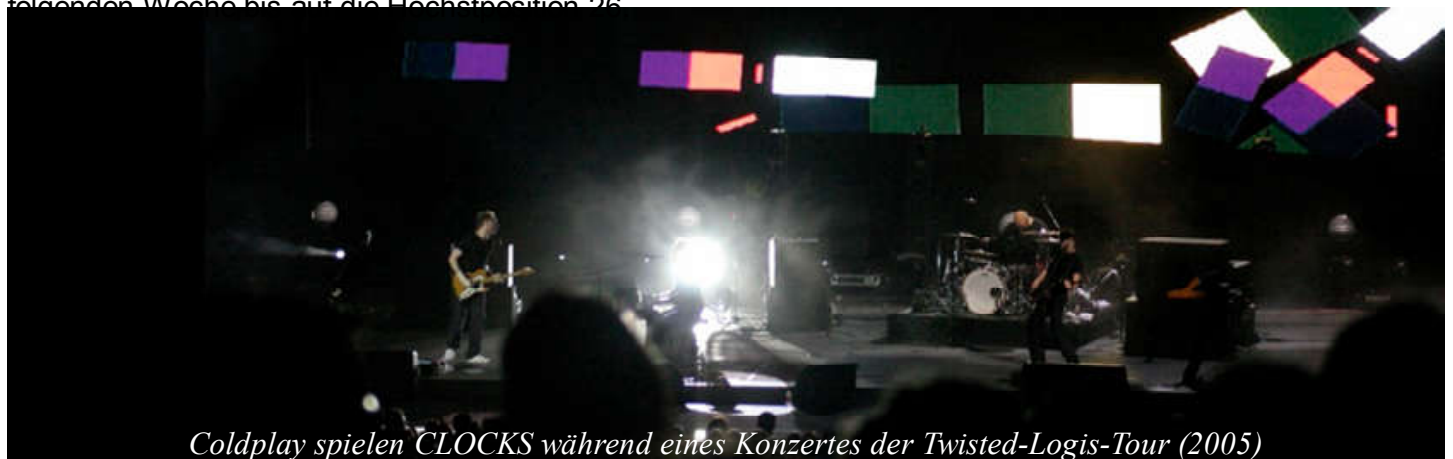 folgenden Woche bis auf die Höchstposition 26
Coldplay spielen CLOCKS während eines Konzertes der Twisted-Logis-Tour (2005)